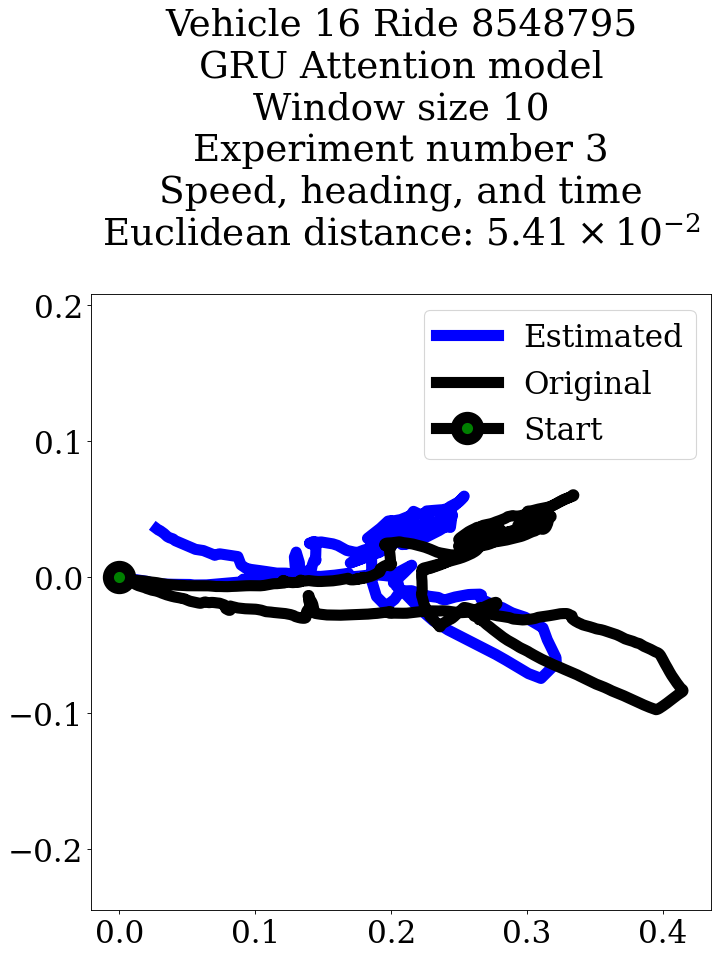 Vehicle 16 Ride 8548795
GRU Attention model
Window size 10
Experiment number 3
Speed, heading, and time
Euclidean distance: 5.41 × 10⁻²
0.2
Estimated
Original
Start
0.1
0.0
−0.1
−0.2
0.0 0.1 0.2 0.3 0.4